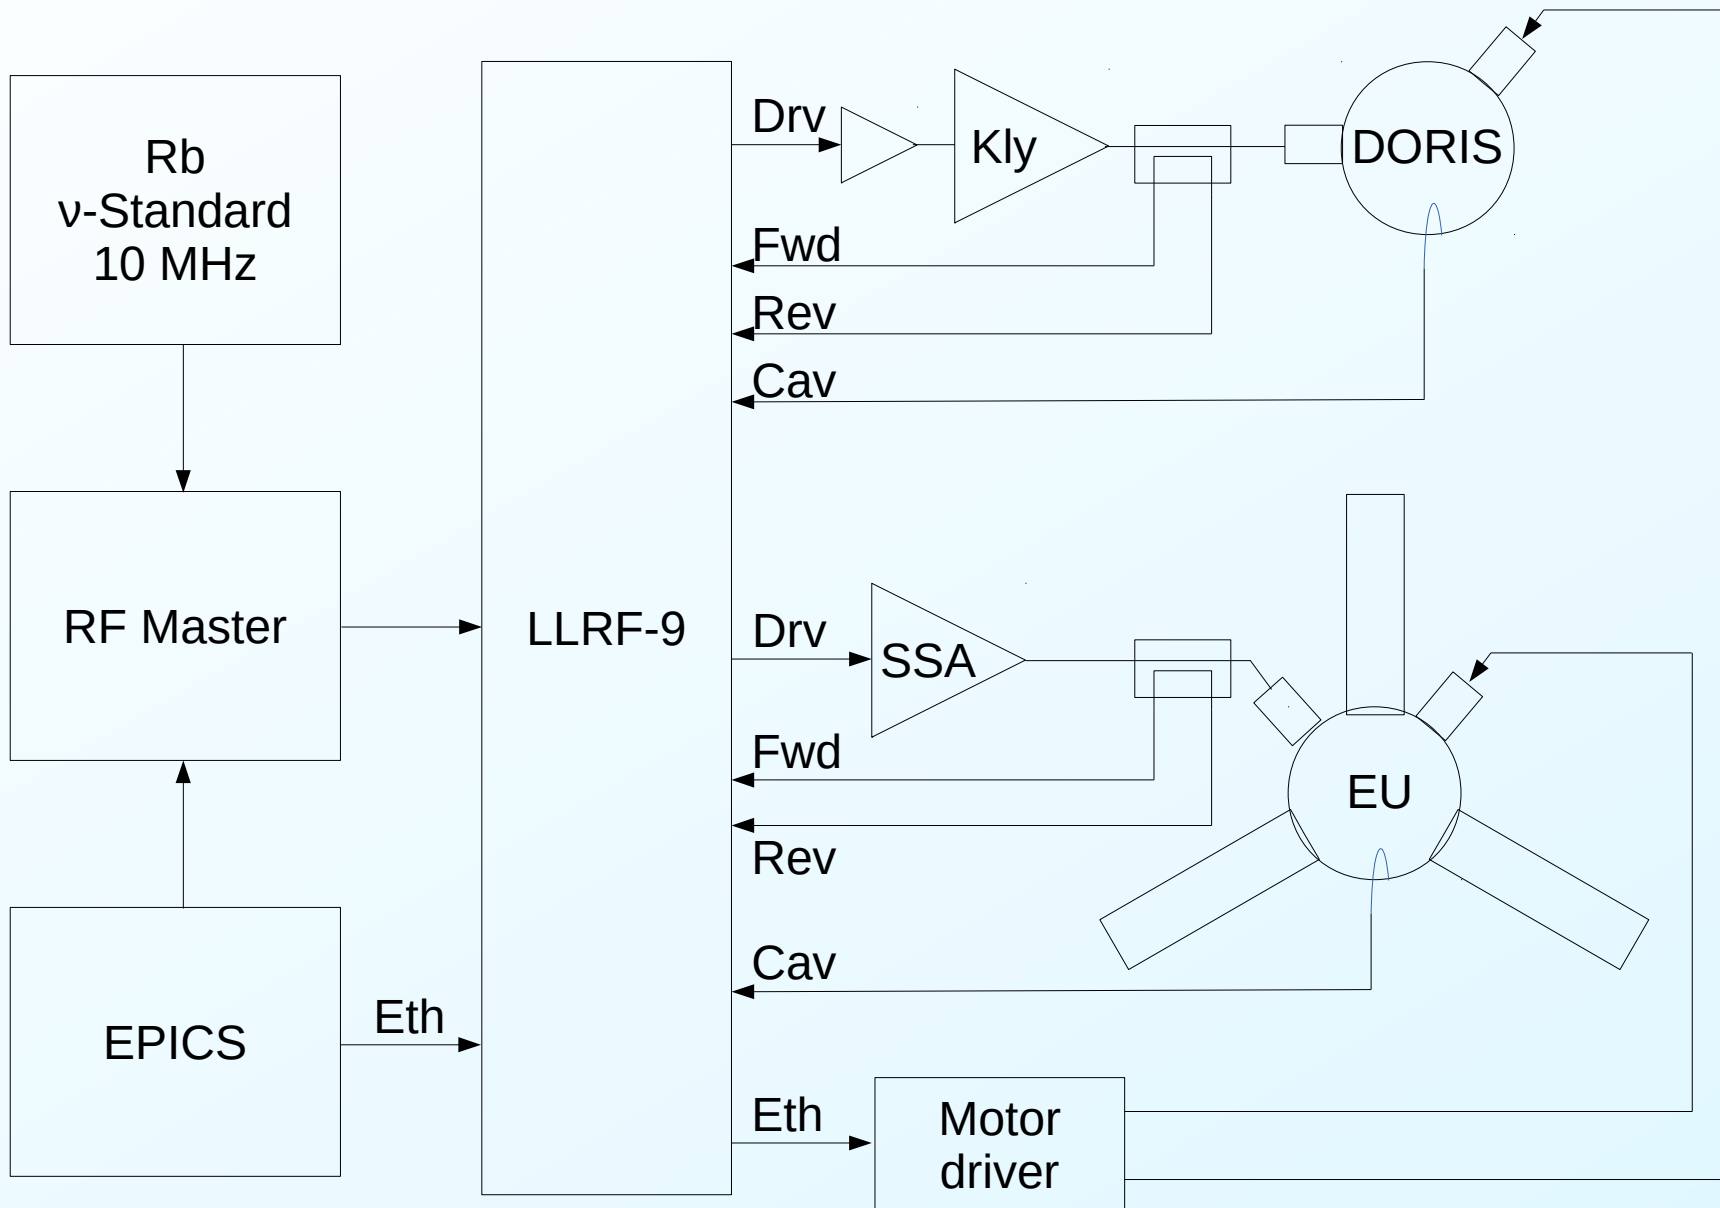 Rb
ν-Standard
10 MHz
RF Master
EPICS
Eth
LLRF-9
Drv
Kly
DORIS
Fwd
Rev
Cav
Drv
SSA
EU
Fwd
Rev
Cav
Eth
Motor
driver